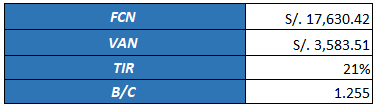 FCN S/. 17,630.42
VAN S/. 3,583.51
TIR 21%
B/C 1.255